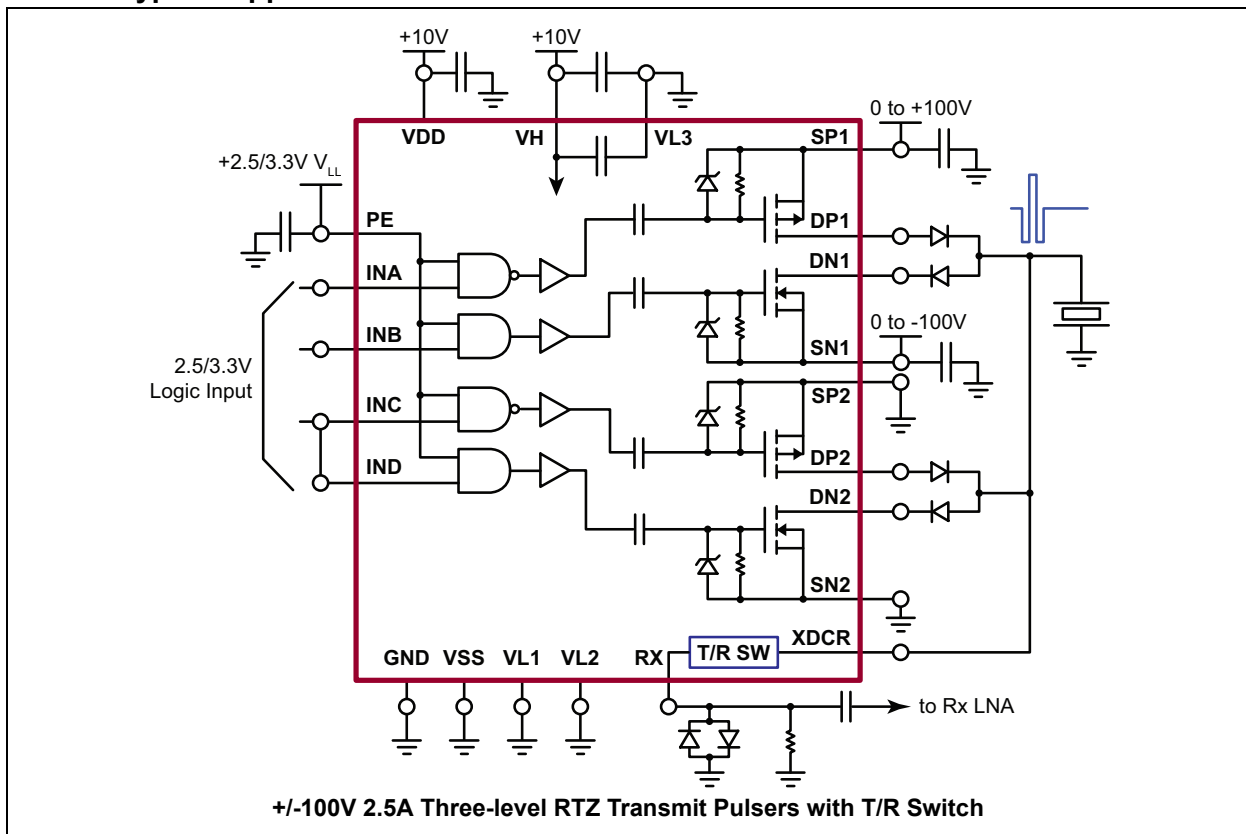 +10V
+10V
VDD
VH
VL3
SP1
0 to +100V
+2.5/3.3V VLL
PE
DP1
INA
DN1
INB
0 to -100V
2.5/3.3V
Logic Input
SN1
SP2
INC
IND
DP2
DN2
SN2
XDCR
GND
VSS
VL1
VL2
RX
T/R SW
to Rx LNA
+/-100V 2.5A Three-level RTZ Transmit Pulsers with T/R Switch